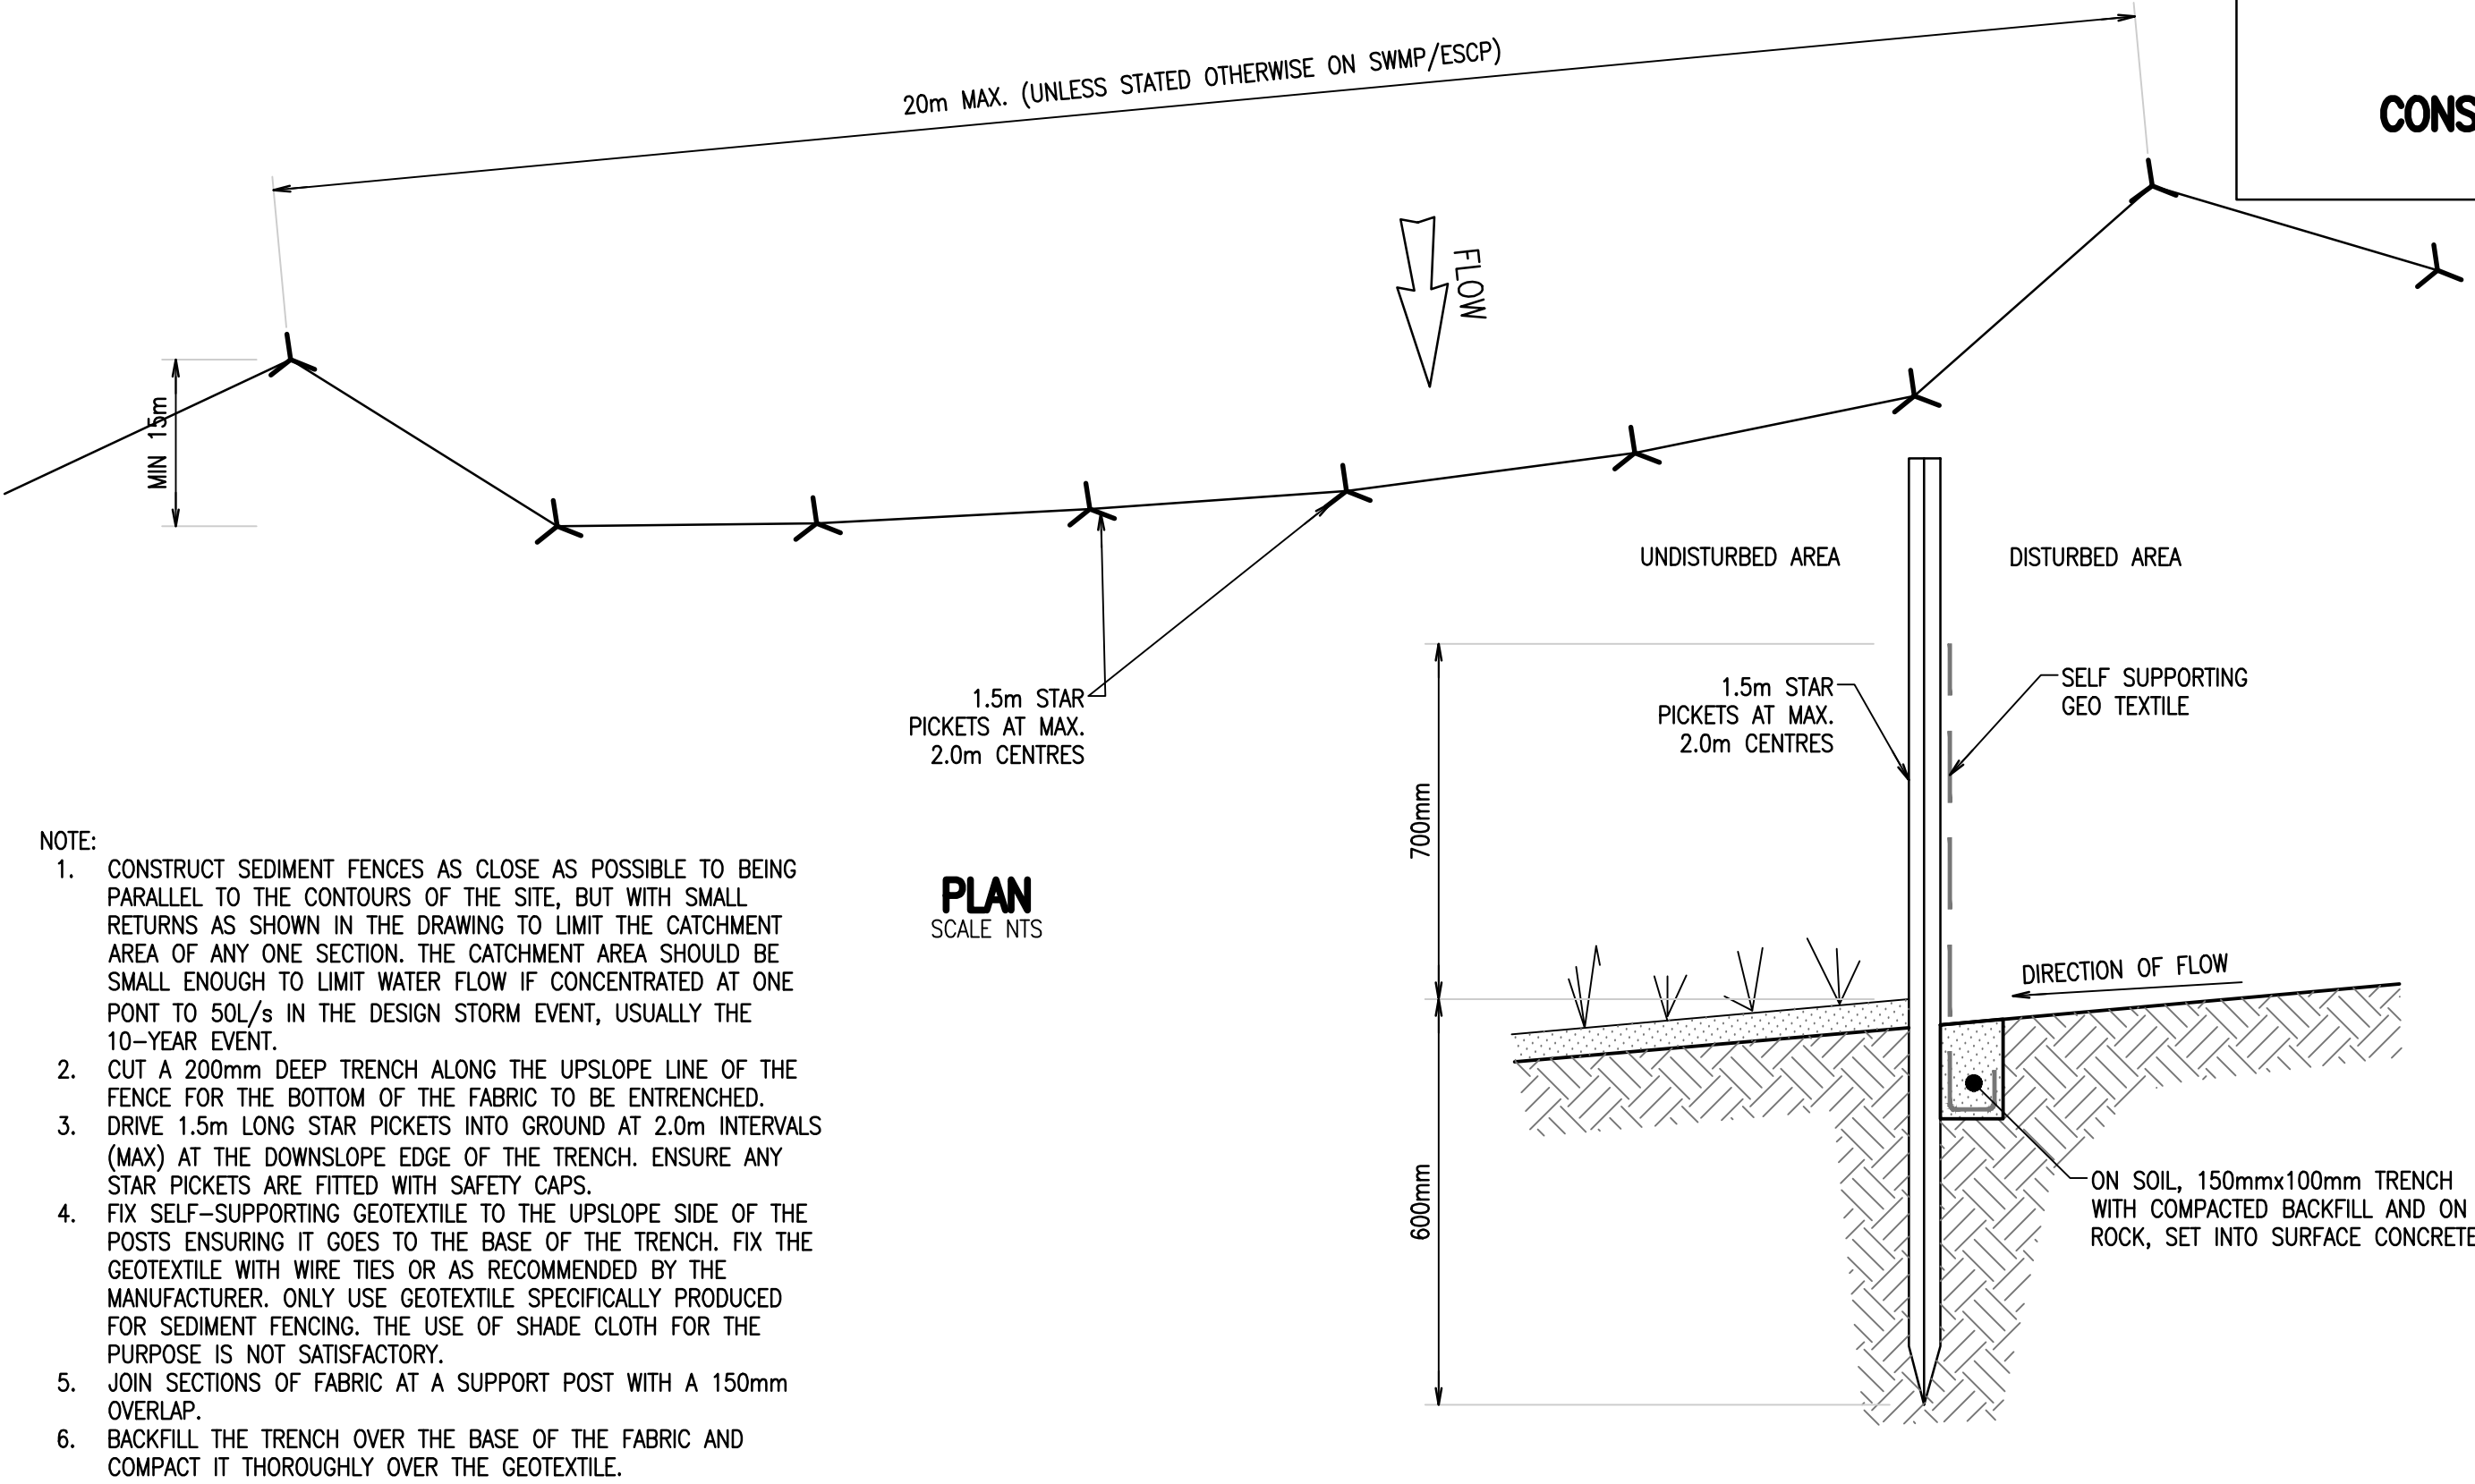 20m MAX. (UNLESS STATED OTHERWISE ON SWMP/ESCP)
CONS
FLOW
MIN 15m
1.5m STAR
PICKETS AT MAX.
2.0m CENTRES
UNDISTURBED AREA
DISTURBED AREA
1.5m STAR
PICKETS AT MAX.
2.0m CENTRES
SELF SUPPORTING
GEO TEXTILE
700mm
DIRECTION OF FLOW
600mm
ON SOIL, 150mmx100mm TRENCH
WITH COMPACTED BACKFILL AND ON
ROCK, SET INTO SURFACE CONCRETE
PLAN
SCALE NTS
NOTE:
1. CONSTRUCT SEDIMENT FENCES AS CLOSE AS POSSIBLE TO BEING
PARALLEL TO THE CONTOURS OF THE SITE, BUT WITH SMALL
RETURNS AS SHOWN IN THE DRAWING TO LIMIT THE CATCHMENT
AREA OF ANY ONE SECTION. THE CATCHMENT AREA SHOULD BE
SMALL ENOUGH TO LIMIT WATER FLOW IF CONCENTRATED AT ONE
PONT TO 50L/s IN THE DESIGN STORM EVENT, USUALLY THE
10-YEAR EVENT.
2. CUT A 200mm DEEP TRENCH ALONG THE UPSLOPE LINE OF THE
FENCE FOR THE BOTTOM OF THE FABRIC TO BE ENTRENCHED.
3. DRIVE 1.5m LONG STAR PICKETS INTO GROUND AT 2.0m INTERVALS
(MAX) AT THE DOWNSLOPE EDGE OF THE TRENCH. ENSURE ANY
STAR PICKETS ARE FITTED WITH SAFETY CAPS.
4. FIX SELF-SUPPORTING GEOTEXTILE TO THE UPSLOPE SIDE OF THE
POSTS ENSURING IT GOES TO THE BASE OF THE TRENCH. FIX THE
GEOTEXTILE WITH WIRE TIES OR AS RECOMMENDED BY THE
MANUFACTURER. ONLY USE GEOTEXTILE SPECIFICALLY PRODUCED
FOR SEDIMENT FENCING. THE USE OF SHADE CLOTH FOR THE
PURPOSE IS NOT SATISFACTORY.
5. JOIN SECTIONS OF FABRIC AT A SUPPORT POST WITH A 150mm
OVERLAP.
6. BACKFILL THE TRENCH OVER THE BASE OF THE FABRIC AND
COMPACT IT THOROUGHLY OVER THE GEOTEXTILE.